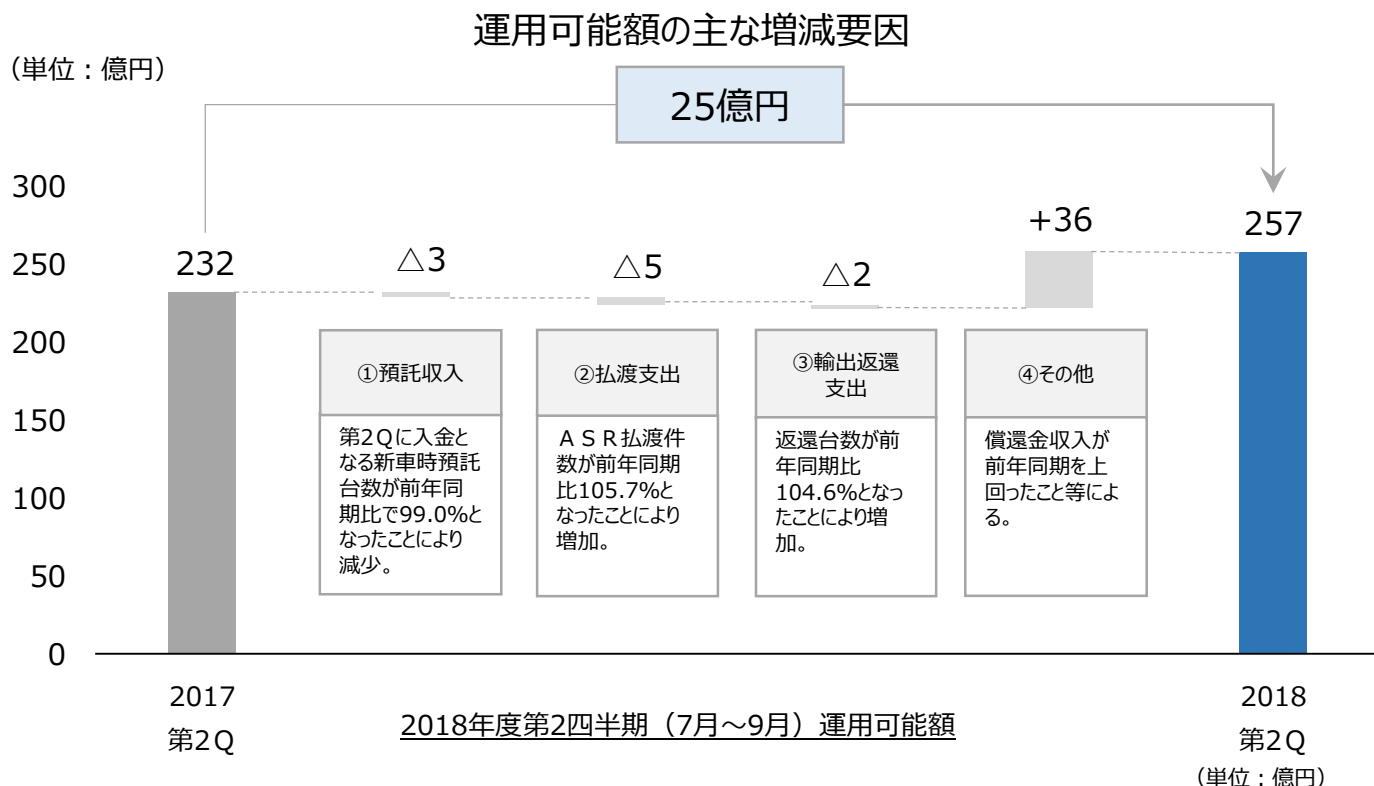 運用可能額の主な増減要因
（単位：億円）
25億円
300
250
200
150
100
50
0
232
△3
△5
△2
+36
257
①預託収入
第2Ｑに入金と
なる新車時預託
台数が前年同
期比で99.0%と
なったことにより
減少。
②払渡支出
ＡＳＲ払渡件
数が前年同期
比105.7%と
なったことにより
増加。
③輸出返還
支出
返還台数が前
年同期比
104.6%となっ
たことにより増
加。
④その他
償還金収入が
前年同期を上
回ったこと等によ
る。
2017
第2Ｑ
2018年度第2四半期（7月～9月）運用可能額
2018
第2Ｑ
（単位：億円）